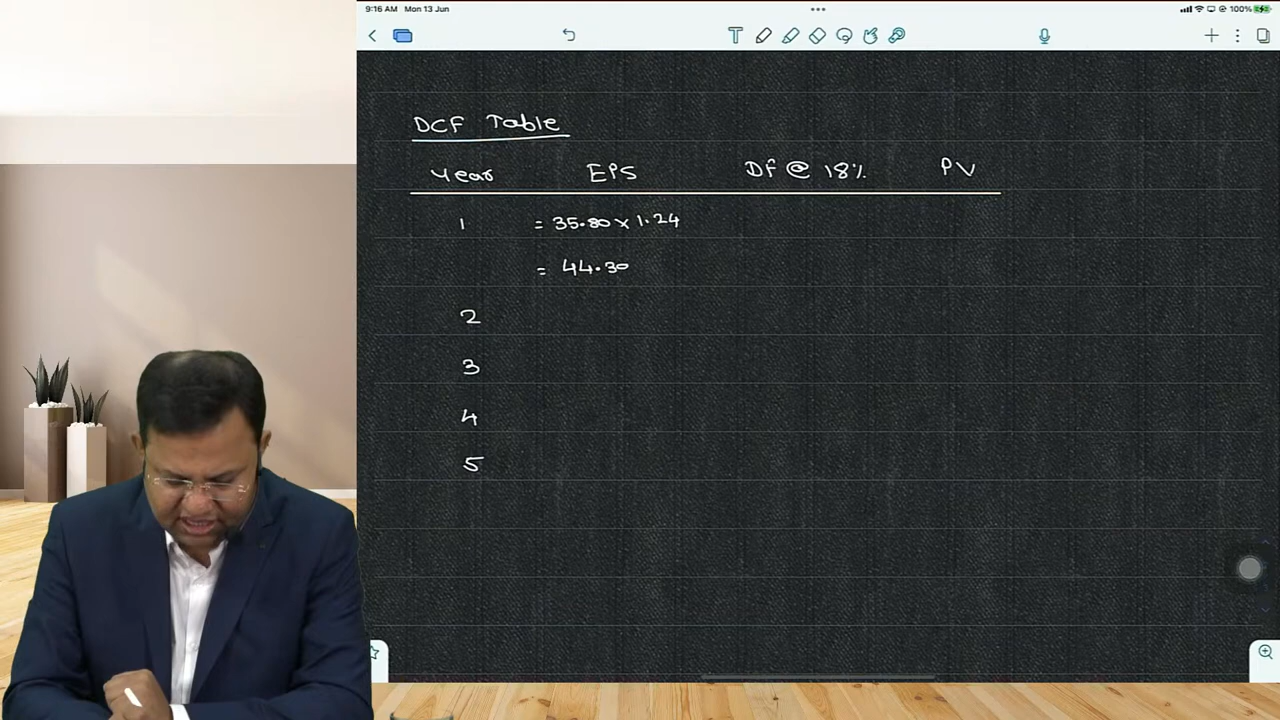 9:16 AM Mon 13 Jun
100%
DCF Table
Year EPS DF @ 18% PV
1 = 35.80 x 1.24
= 44.30
2
3
4
5